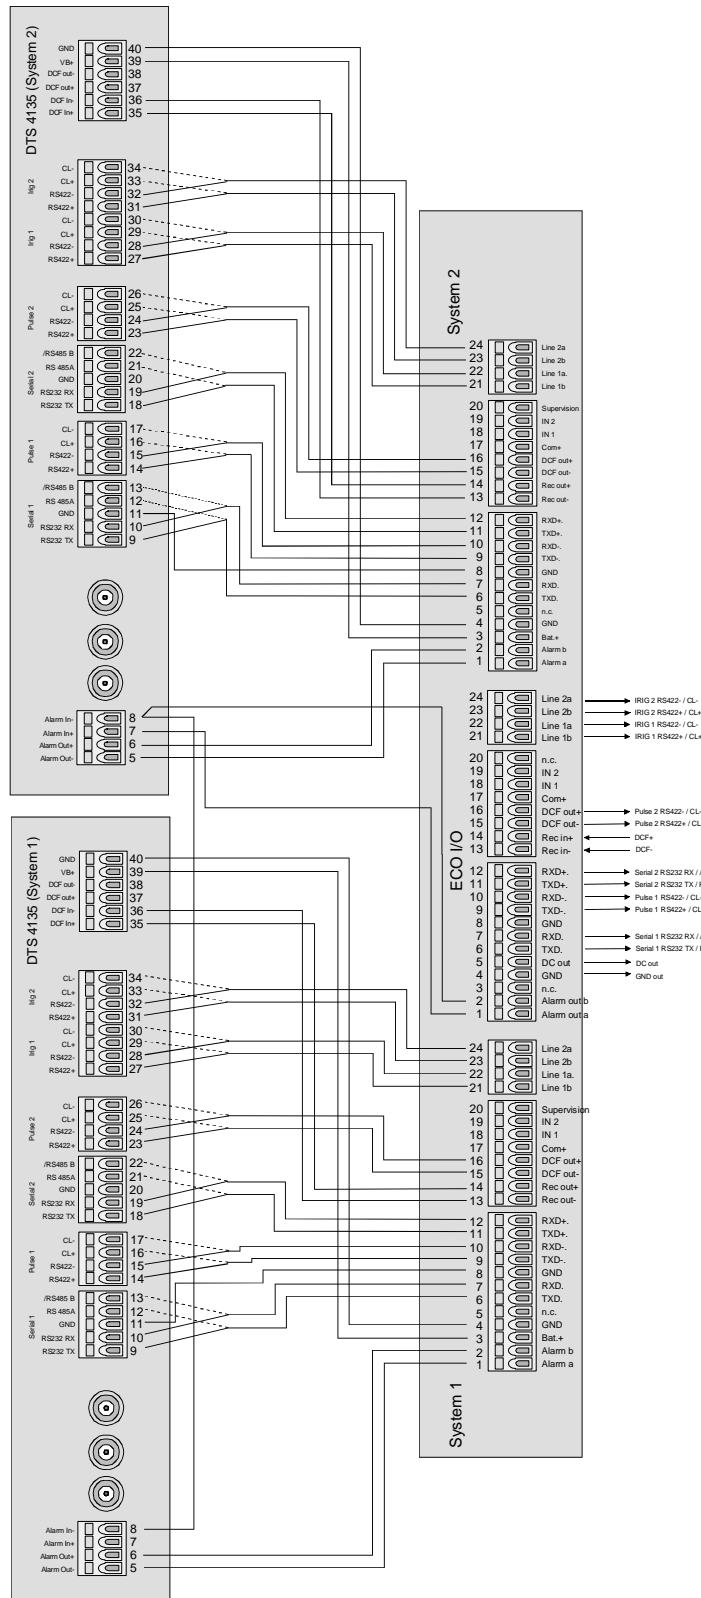 DTS 4135 (System 2)
GND 40
VB+ 39
DCF out- 38
DCF out+ 37
DCF In- 36
DCF In+ 35
Irig 2
CL- 34
CL+ 33
RS422- 32
RS422+ 31
Irig 1
CL- 30
CL+ 29
RS422- 28
RS422+ 27
Pulse 2
CL- 26
CL+ 25
RS422- 24
RS422+ 23
Serial 2
/RS485 B 22
RS 485A 21
GND 20
RS232 RX 19
RS232 TX 18
Pulse 1
CL- 17
CL+ 16
RS422- 15
RS422+ 14
Serial 1
/RS485 B 13
RS 485A 12
GND 11
RS232 RX 10
RS232 TX 9
Alarm In- 8
Alarm In+ 7
Alarm Out+ 6
Alarm Out- 5
DTS 4135 (System 1)
GND 40
VB+ 39
DCF out- 38
DCF out+ 37
DCF In- 36
DCF In+ 35
Irig 2
CL- 34
CL+ 33
RS422- 32
RS422+ 31
Irig 1
CL- 30
CL+ 29
RS422- 28
RS422+ 27
Pulse 2
CL- 26
CL+ 25
RS422- 24
RS422+ 23
Serial 2
/RS485 B 22
RS 485A 21
GND 20
RS232 RX 19
RS232 TX 18
Pulse 1
CL- 17
CL+ 16
RS422- 15
RS422+ 14
Serial 1
/RS485 B 13
RS 485A 12
GND 11
RS232 RX 10
RS232 TX 9
Alarm In- 8
Alarm In+ 7
Alarm Out+ 6
Alarm Out- 5
System 2
24 Line 2a
23 Line 2b
22 Line 1a.
21 Line 1b
20 Supervision
19 IN 2
18 IN 1
17 Com+
16 DCF out+
15 DCF out-
14 Rec out+
13 Rec out-
12 RXD+.
11 TXD+.
10 RXD-.
9 TXD-.
8 GND
7 RXD.
6 TXD.
5 n.c.
4 GND
3 Bat.+
2 Alarm b
1 Alarm a
ECO I/O
24 Line 2a IRIG 2 RS422- / CL-
23 Line 2b IRIG 2 RS422+ / CL+
22 Line 1a IRIG 1 RS422- / CL-
21 Line 1b IRIG 1 RS422+ / CL+
20 n.c.
19 IN 2
18 IN 1
17 Com+
16 DCF out+ Pulse 2 RS422- / CL-
15 DCF out- Pulse 2 RS422+ / CL
14 Rec in+ DCF+
13 Rec in- DCF-
12 RXD+. Serial 2 RS232 RX /
11 TXD+. Serial 2 RS232 TX /
10 RXD-. Pulse 1 RS422- / CL-
9 TXD-. Pulse 1 RS422+ / CL
8 GND
7 RXD. Serial 1 RS232 RX /
6 TXD. Serial 1 RS232 TX /
5 DC out DC out
4 GND GND out
3 n.c.
2 Alarm out b
1 Alarm out a
24 Line 2a
23 Line 2b
22 Line 1a.
21 Line 1b
20 Supervision
19 IN 2
18 IN 1
17 Com+
16 DCF out+
15 DCF out-
14 Rec out+
13 Rec out-
12 RXD+.
11 TXD+.
10 RXD-.
9 TXD-.
8 GND
7 RXD.
6 TXD.
5 n.c.
4 GND
3 Bat.+
2 Alarm b
1 Alarm a
System 1